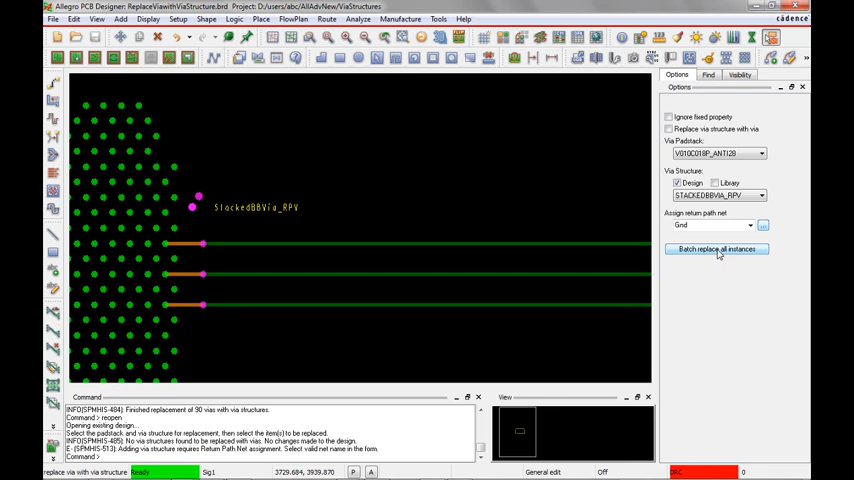 Allegro PCB Designer: ReplaceViawithViaStructure.brd Project: D:/users/abc/AllAdvNew/ViaStructures
File Edit View Add Display Setup Shape Logic Place FlowPlan Route Analyze Manufacture Tools Help
cādence
Options Find Visibility
Options
Ignore fixed property
Replace via structure with via
Via Padstack:
V010C018P_ANTI28
Via Structure:
Design Library
STACKEDBBVIA_RPV
Assign return path net
Gnd ...
Batch replace all instances
StackedBBVia_RPV
Command
View
INFO(SPMHIS-484): Finished replacement of 90 vias with via structures.
Command > reopen
Opening existing design...
Select the padstack and via structure for replacement, then select the item(s) to be replaced.
INFO(SPMHIS-485): No via structures found to be replaced with vias. No changes made to the design.
E- (SPMHIS-513): Adding via structure requires Return Path Net assignment. Select valid net name in the form.
Command >
replace via with via structure Ready Sig1 3729.684, 3939.870 P A General edit Off DRC 0